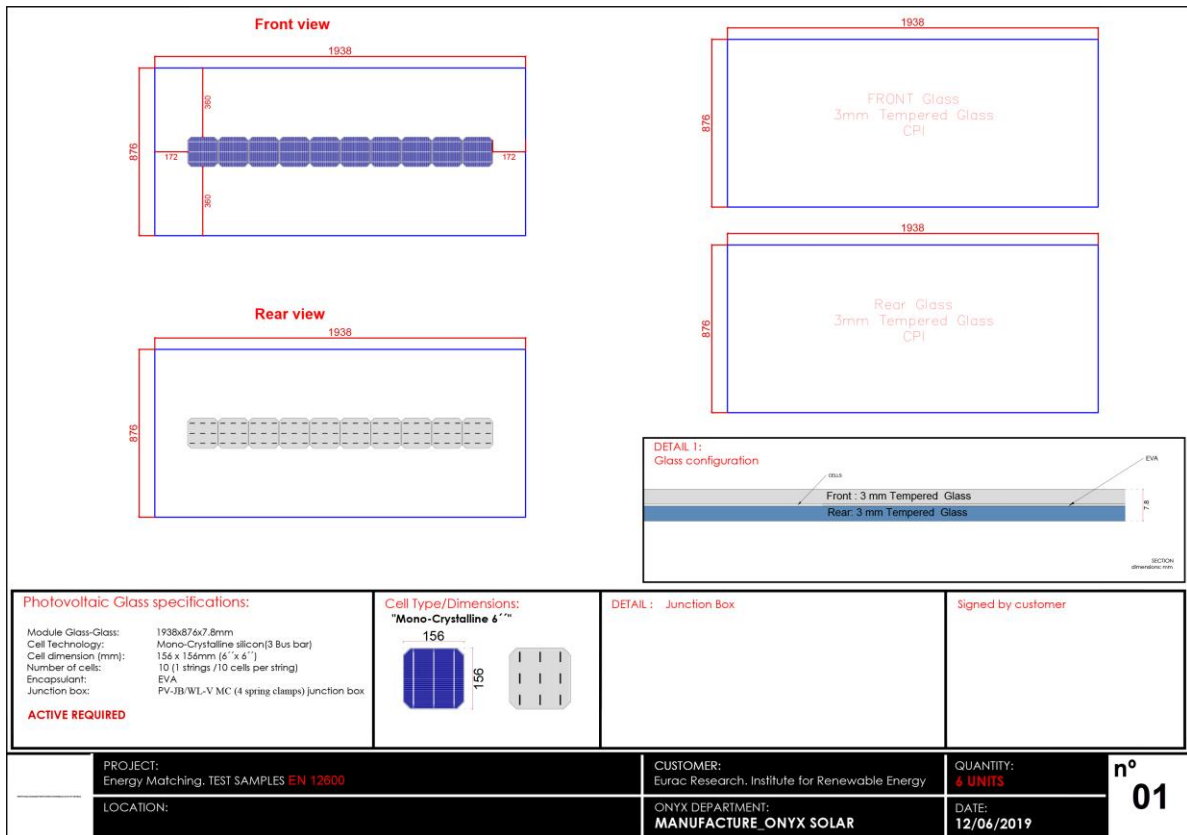 Front view
1938
876
360
172
172
360
Rear view
1938
876
1938
876
FRONT Glass
3mm Tempered Glass
CPI
1938
876
Rear Glass
3mm Tempered Glass
CPI
DETAIL 1:
Glass configuration
CELLS
EVA
Front : 3 mm Tempered Glass
Rear: 3 mm Tempered Glass
7.8
SECTION
dimensions: mm
Photovoltaic Glass specifications:
Module Glass-Glass: 1938x876x7.8mm
Cell Technology: Mono-Crystalline silicon(3 Bus bar)
Cell dimension (mm): 156 x 156mm (6´´x 6´´)
Number of cells: 10 (1 strings /10 cells per string)
Encapsulant: EVA
Junction box: PV-JB/WL-V MC (4 spring clamps) junction box
ACTIVE REQUIRED
Cell Type/Dimensions:
"Mono-Crystalline 6´´"
156
156
DETAIL : Junction Box
Signed by customer
PROJECT:
Energy Matching. TEST SAMPLES EN 12600
LOCATION:
CUSTOMER:
Eurac Research. Institute for Renewable Energy
ONYX DEPARTMENT:
MANUFACTURE_ONYX SOLAR
QUANTITY:
6 UNITS
DATE:
12/06/2019
nº
01